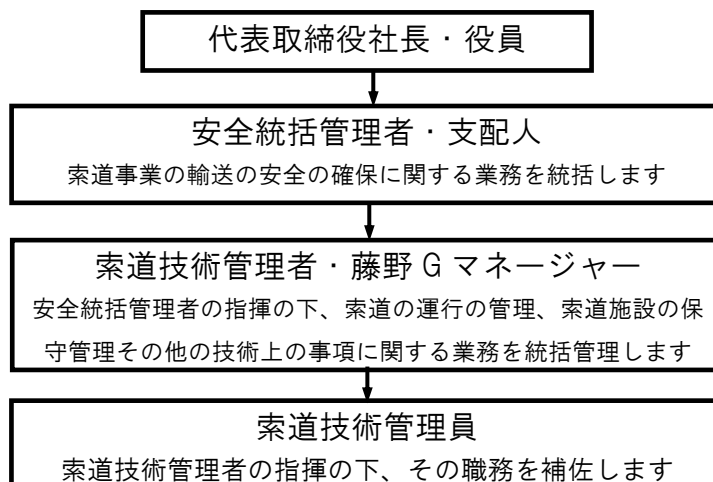 代表取締役社長・役員
安全統括管理者・支配人
索道事業の輸送の安全の確保に関する業務を統括します
索道技術管理者・藤野Gマネージャー
安全統括管理者の指揮の下、索道の運行の管理、索道施設の保
守管理その他の技術上の事項に関する業務を統括管理します
索道技術管理員
索道技術管理者の指揮の下、その職務を補佐します